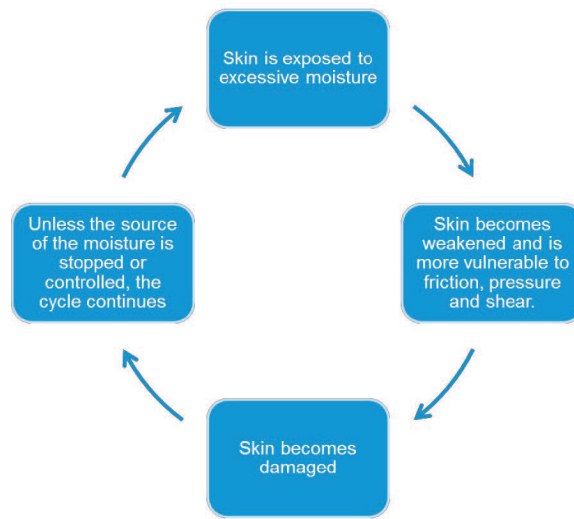 Skin is exposed to
excessive moisture
Skin becomes
weakened and is
more vulnerable to
friction, pressure
and shear.
Skin becomes
damaged
Unless the source
of the moisture is
stopped or
controlled, the
cycle continues